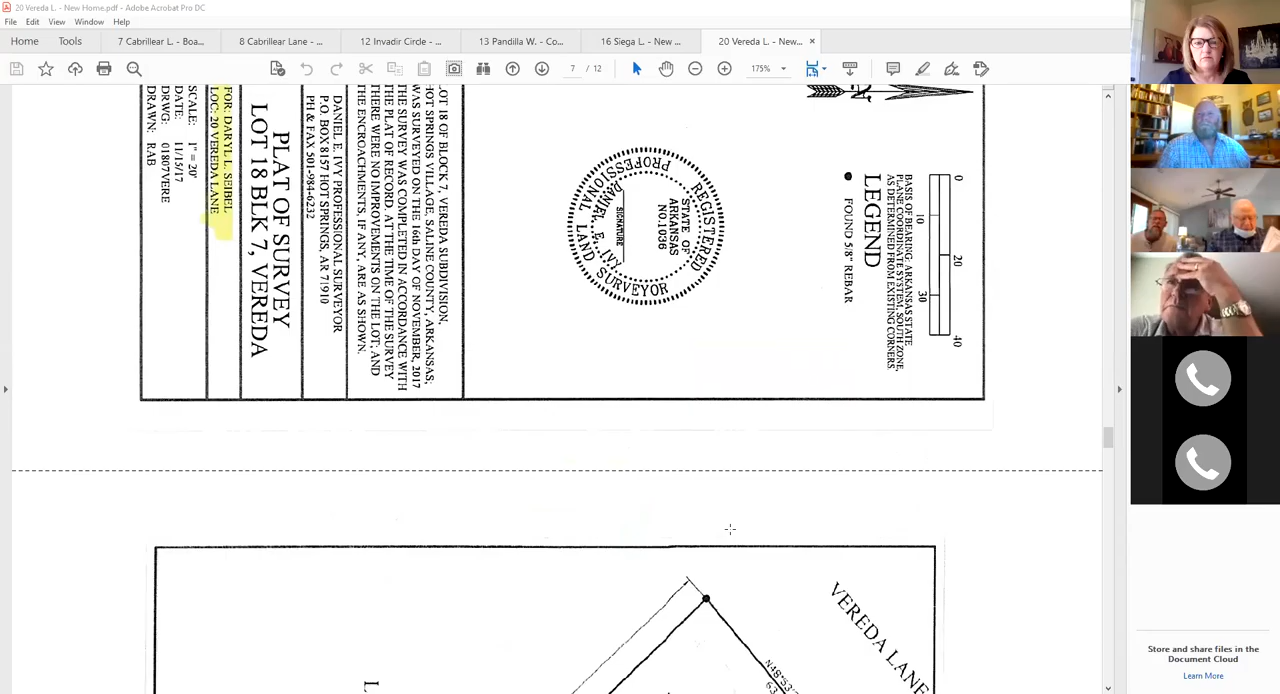 20 Vereda L. - New Home.pdf - Adobe Acrobat Pro DC
File Edit View Window Help
Home Tools 7 Cabrillear L. - Boa... 8 Cabrillear Lane - ... 12 Invadir Circle - ... 13 Pamela W. - Co... 16 Siega L. - New ... 20 Vereda L. - New... ×
7 / 12 175%
N
0 10 20 30 40
BASIS OF BEARING: ARKANSAS STATE
PLANE COORDINATE SYSTEM, SOUTH ZONE,
AS DETERMINED FROM EXISTING CORNERS.
LEGEND
FOUND 5/8" REBAR
REGISTERED
PROFESSIONAL LAND SURVEYOR
STATE OF
ARKANSAS
NO.1036
SIGNATURE
DANIEL E. IVY
LOT 18 OF BLOCK 7, VEREDA SUBDIVISION,
HOT SPRINGS VILLAGE, SALINE COUNTY, ARKANSAS;
WAS SURVEYED ON THE 16th DAY OF NOVEMBER, 2017
THE SURVEY WAS COMPLETED IN ACCORDANCE WITH
THE PLAT OF RECORD, AT THE TIME OF THE SURVEY
THERE WERE NO IMPROVEMENTS ON THE LOT; AND
THE ENCROACHMENTS, IF ANY, ARE AS SHOWN.
DANIEL E. IVY PROFESSIONAL SURVEYOR
P.O. BOX 8157 HOT SPRINGS, AR 71910
PH & FAX 501-984-6232
PLAT OF SURVEY
LOT 18 BLK 7, VEREDA
FOR: DARYL L. SEIBEL
LOC: 20 VEREDA LANE
SCALE: 1" = 20'
DATE: 11/15/17
DRWG: 01807VERE
DRAWN: RAB
VEREDA LANE
L
Store and share files in the
Document Cloud
Learn More